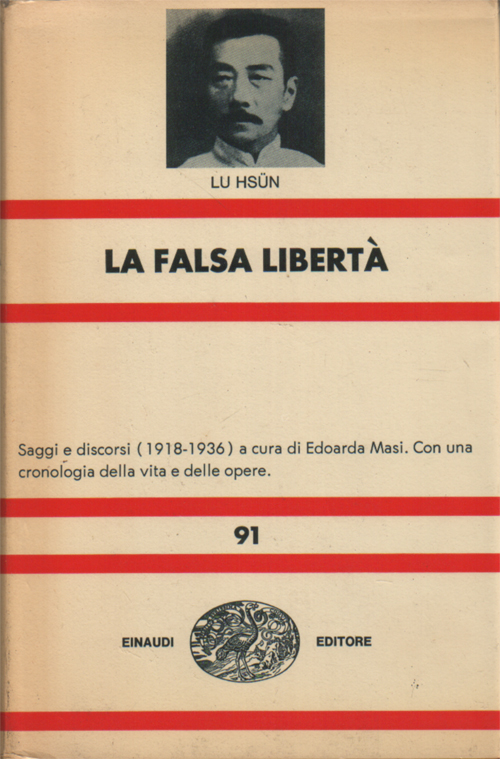 LU HSÜN
LA FALSA LIBERTÀ
Saggi e discorsi (1918-1936) a cura di Edoarda Masi. Con una
cronologia della vita e delle opere.
91
EINAUDI EDITORE